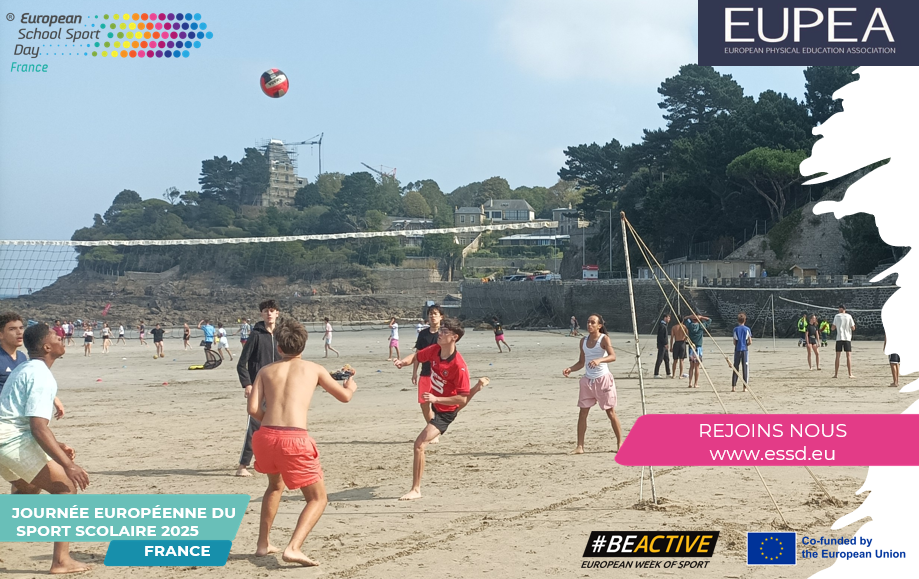 ® European
School Sport
Day
France
EUPEA
EUROPEAN PHYSICAL EDUCATION ASSOCIATION
REJOINS NOUS
www.essd.eu
JOURNÉE EUROPÉENNE DU
SPORT SCOLAIRE 2025
FRANCE
#BEACTIVE
EUROPEAN WEEK OF SPORT
Co-funded by
the European Union